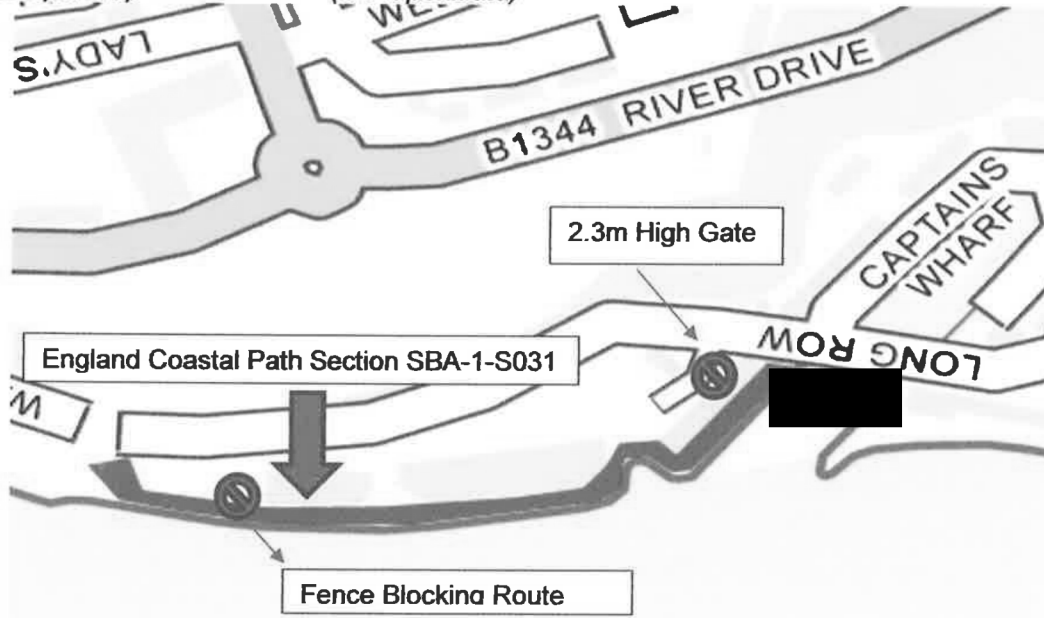 LADY'S
B1344 RIVER DRIVE
2.3m High Gate
CAPTAINS
WHARF
England Coastal Path Section SBA-1-S031
LONG ROW
Fence Blocking Route